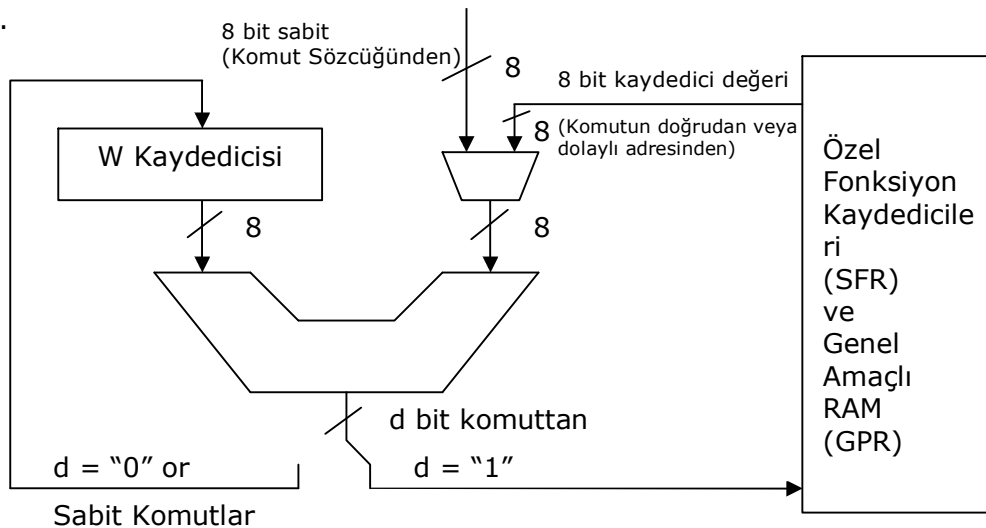 .
8 bit sabit
(Komut Sözcüğünden)
8
8 bit kaydedici değeri
8
(Komutun doğrudan veya
dolaylı adresinden)
W Kaydedicisi
8
8
Özel
Fonksiyon
Kaydedicile
ri
(SFR)
ve
Genel
Amaçlı
RAM
(GPR)
d bit komuttan
d = “0” or
d = “1”
Sabit Komutlar